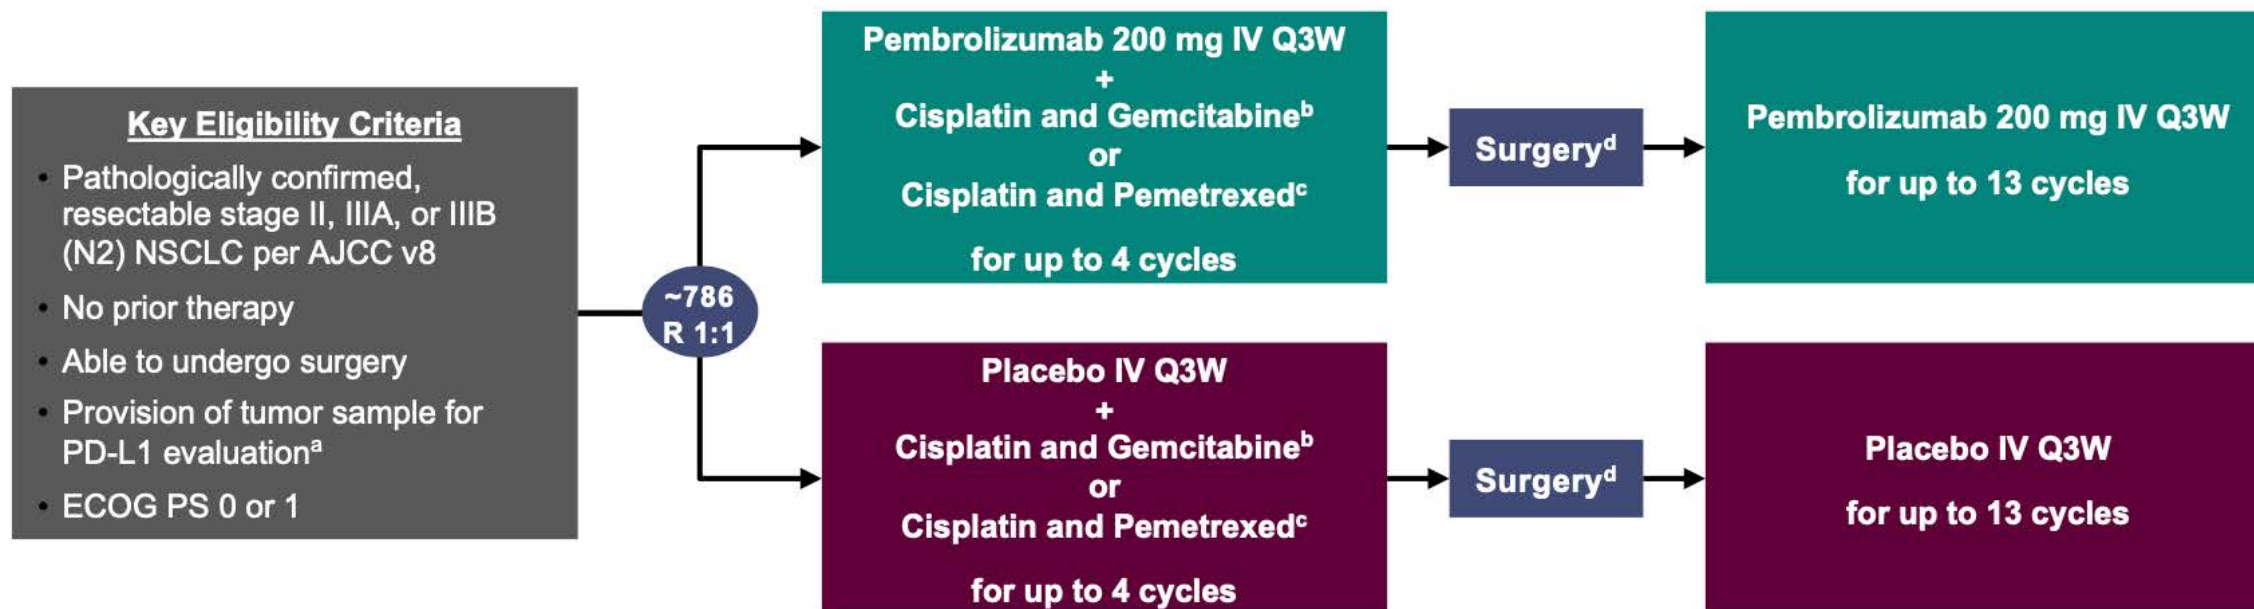 Key Eligibility Criteria
• Pathologically confirmed,
resectable stage II, IIIA, or IIIB
(N2) NSCLC per AJCC v8
• No prior therapy
• Able to undergo surgery
• Provision of tumor sample for
PD-L1 evaluationᵃ
• ECOG PS 0 or 1
~786
R 1:1
Pembrolizumab 200 mg IV Q3W
+
Cisplatin and Gemcitabineᵇ
or
Cisplatin and Pemetrexedᶜ
for up to 4 cycles
Surgeryᵈ
Pembrolizumab 200 mg IV Q3W
for up to 13 cycles
Placebo IV Q3W
+
Cisplatin and Gemcitabineᵇ
or
Cisplatin and Pemetrexedᶜ
for up to 4 cycles
Surgeryᵈ
Placebo IV Q3W
for up to 13 cycles